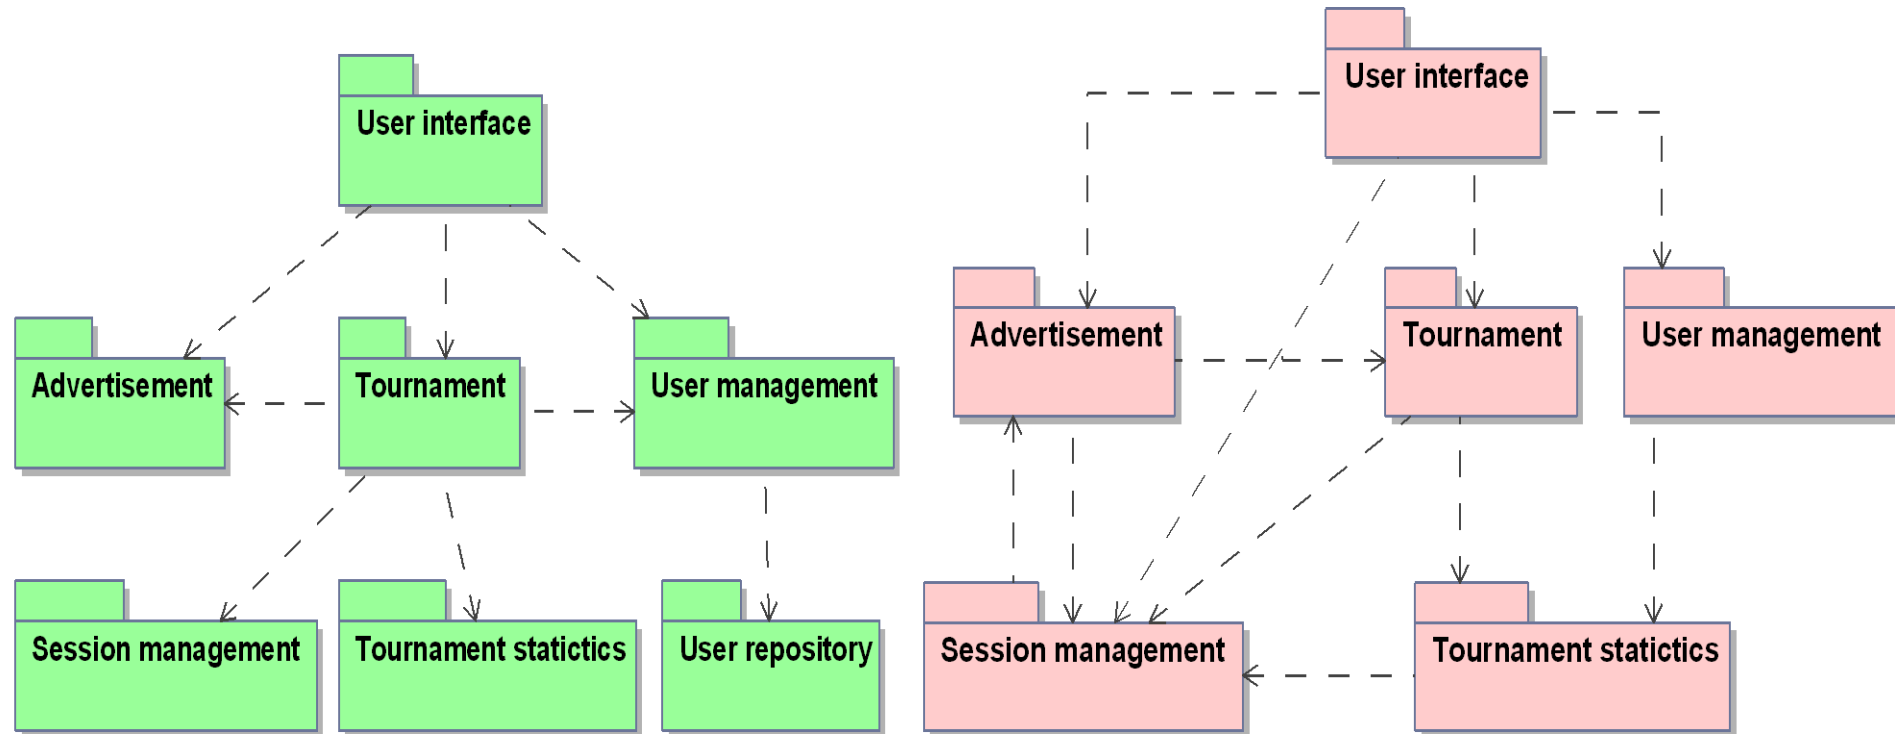 User interface
Advertisement
Tournament
User management
Session management
Tournament statictics
User repository
User interface
Advertisement
Tournament
User management
Session management
Tournament statictics